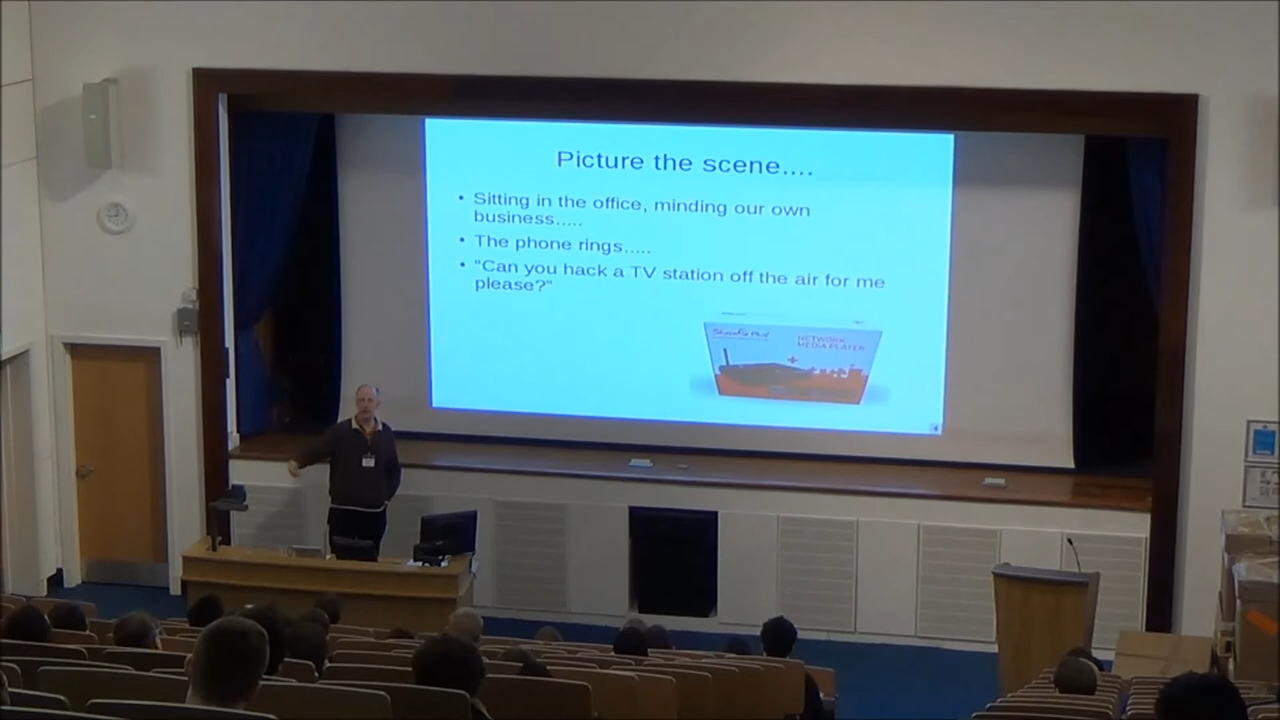 Picture the scene....
• Sitting in the office, minding our own
business.....
• The phone rings.....
• "Can you hack a TV station off the air for me
please?"
NETWORK
MEDIA PLAYER